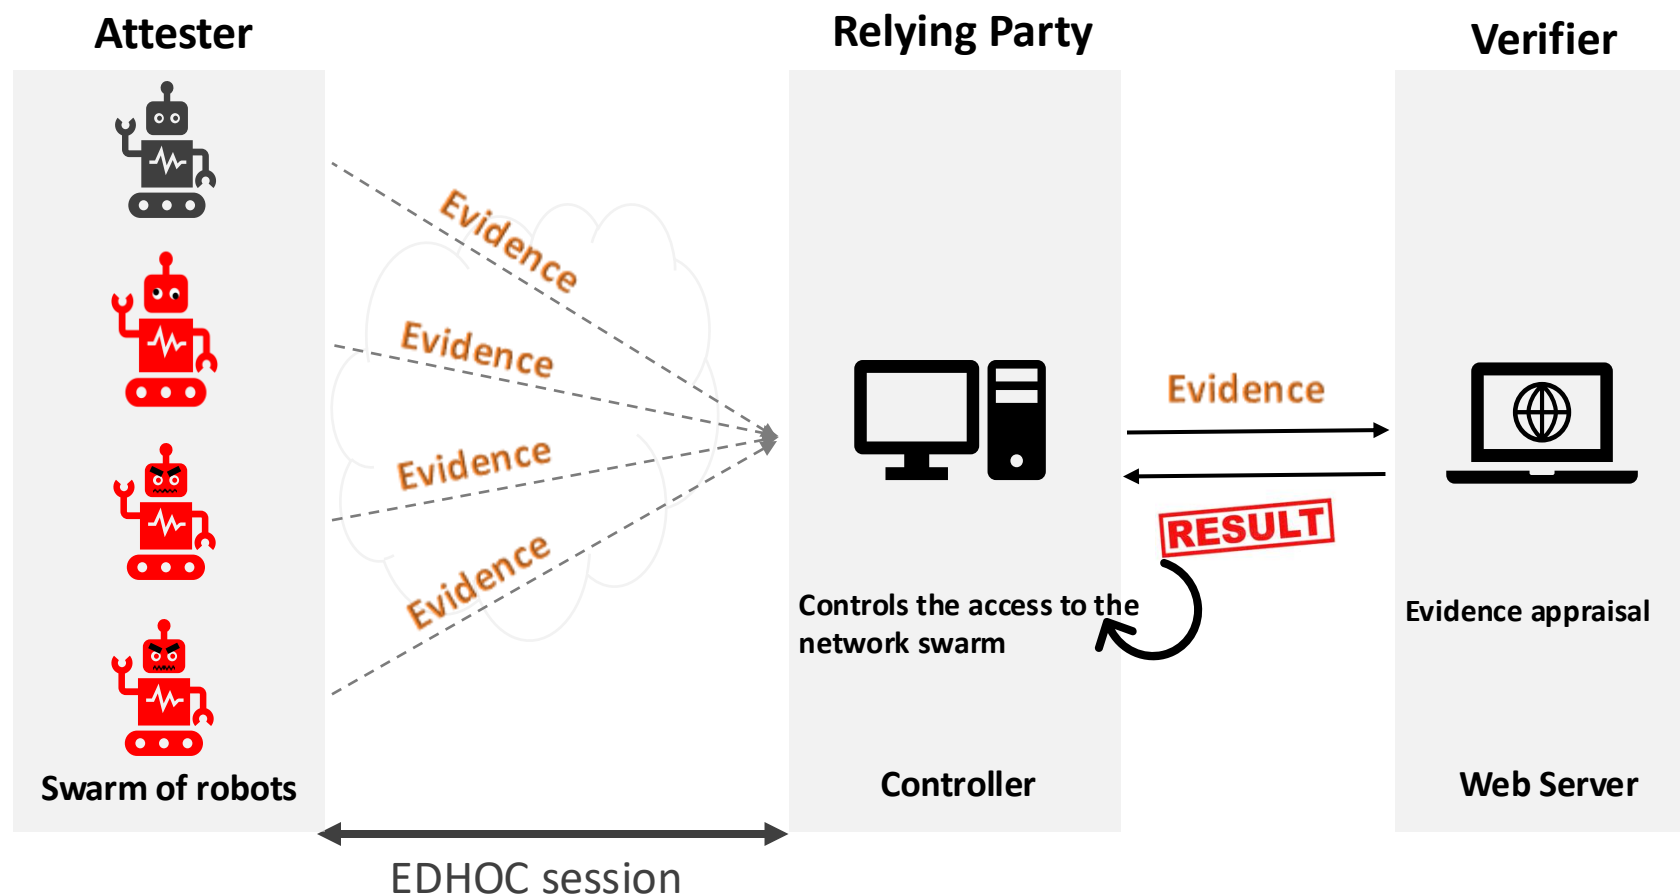 Attester
Relying Party
Verifier
Evidence
Evidence
Evidence
Evidence
Evidence
RESULT
Controls the access to the
network swarm
Evidence appraisal
Swarm of robots
Controller
Web Server
EDHOC session